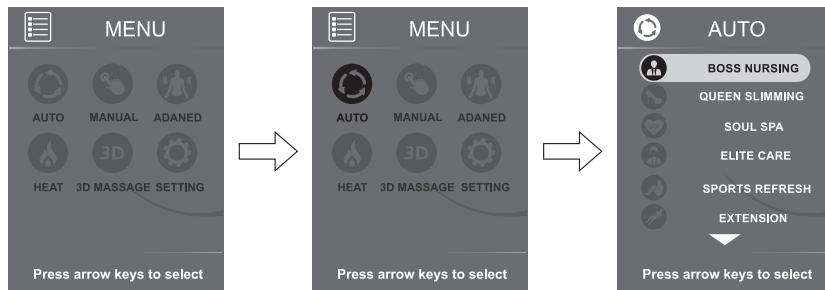 MENU
AUTO MANUAL ADANED
3D
HEAT 3D MASSAGE SETTING
Press arrow keys to select
MENU
AUTO MANUAL ADANED
3D
HEAT 3D MASSAGE SETTING
Press arrow keys to select
AUTO
BOSS NURSING
QUEEN SLIMMING
SOUL SPA
ELITE CARE
SPORTS REFRESH
EXTENSION
Press arrow keys to select